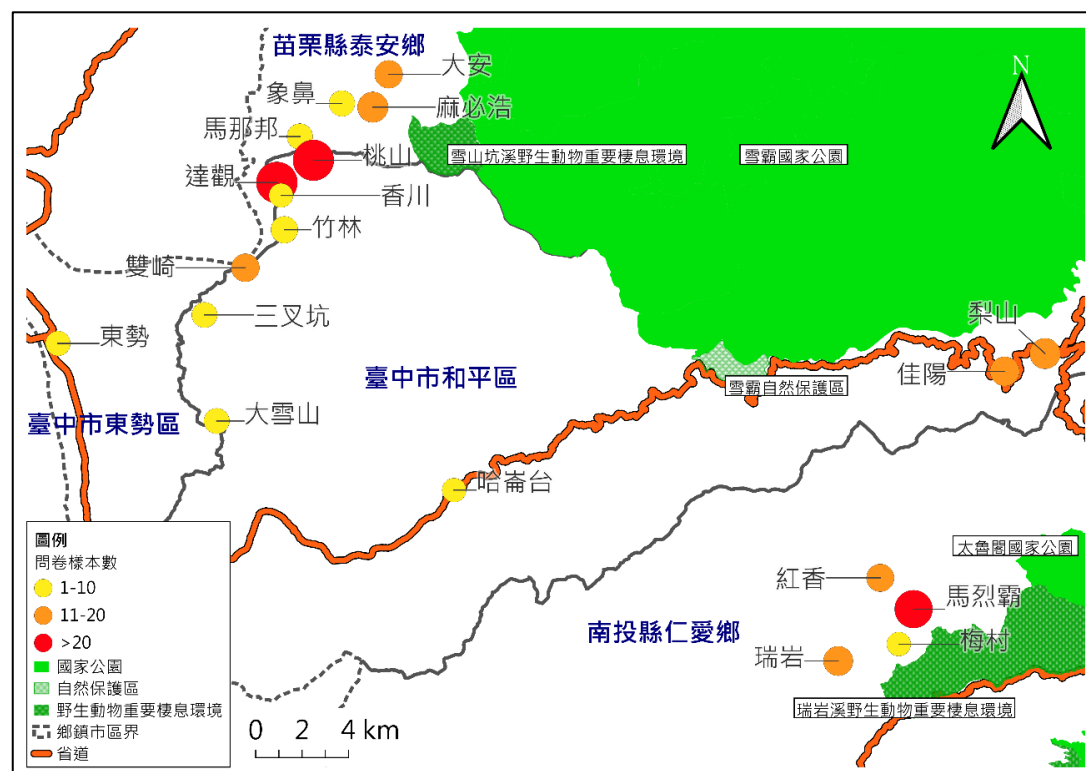 苗栗縣泰安鄉
N
大安
象鼻
麻必浩
馬那邦
桃山
雪山坑溪野生動物重要棲息環境
雪霸國家公園
達觀
香川
竹林
雙崎
三叉坑
東勢
梨山
佳陽
臺中市和平區
雪霸自然保護區
臺中市東勢區
大雪山
哈崙台
圖例
問卷樣本數
1-10
11-20
>20
國家公園
自然保護區
野生動物重要棲息環境
鄉鎮市區界
省道
0 2 4 km
太魯閣國家公園
紅香
馬烈霸
南投縣仁愛鄉
梅村
瑞岩
瑞岩溪野生動物重要棲息環境